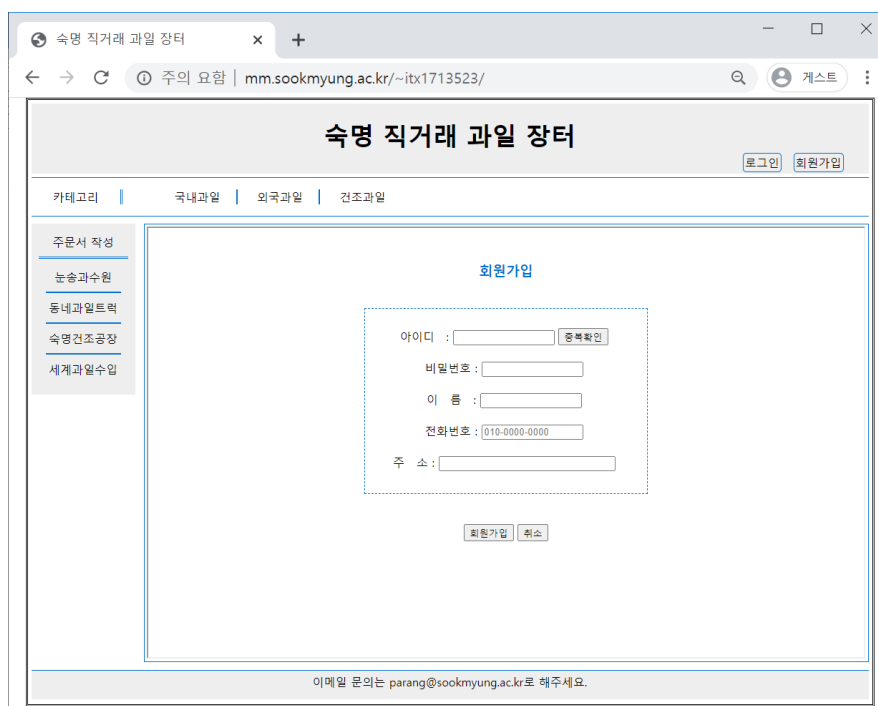 숙명 직거래 과일 장터
주의 요함 | mm.sookmyung.ac.kr/~itx1713523/
게스트
숙명 직거래 과일 장터
로그인 회원가입
카테고리 국내과일 외국과일 건조과일
주문서 작성
눈송과수원
동네과일트럭
숙명건조공장
세계과일수입
회원가입
아이디 : 중복확인
비밀번호 :
이 름 :
전화번호 : 010-0000-0000
주 소 :
회원가입 취소
이메일 문의는 parang@sookmyung.ac.kr로 해주세요.